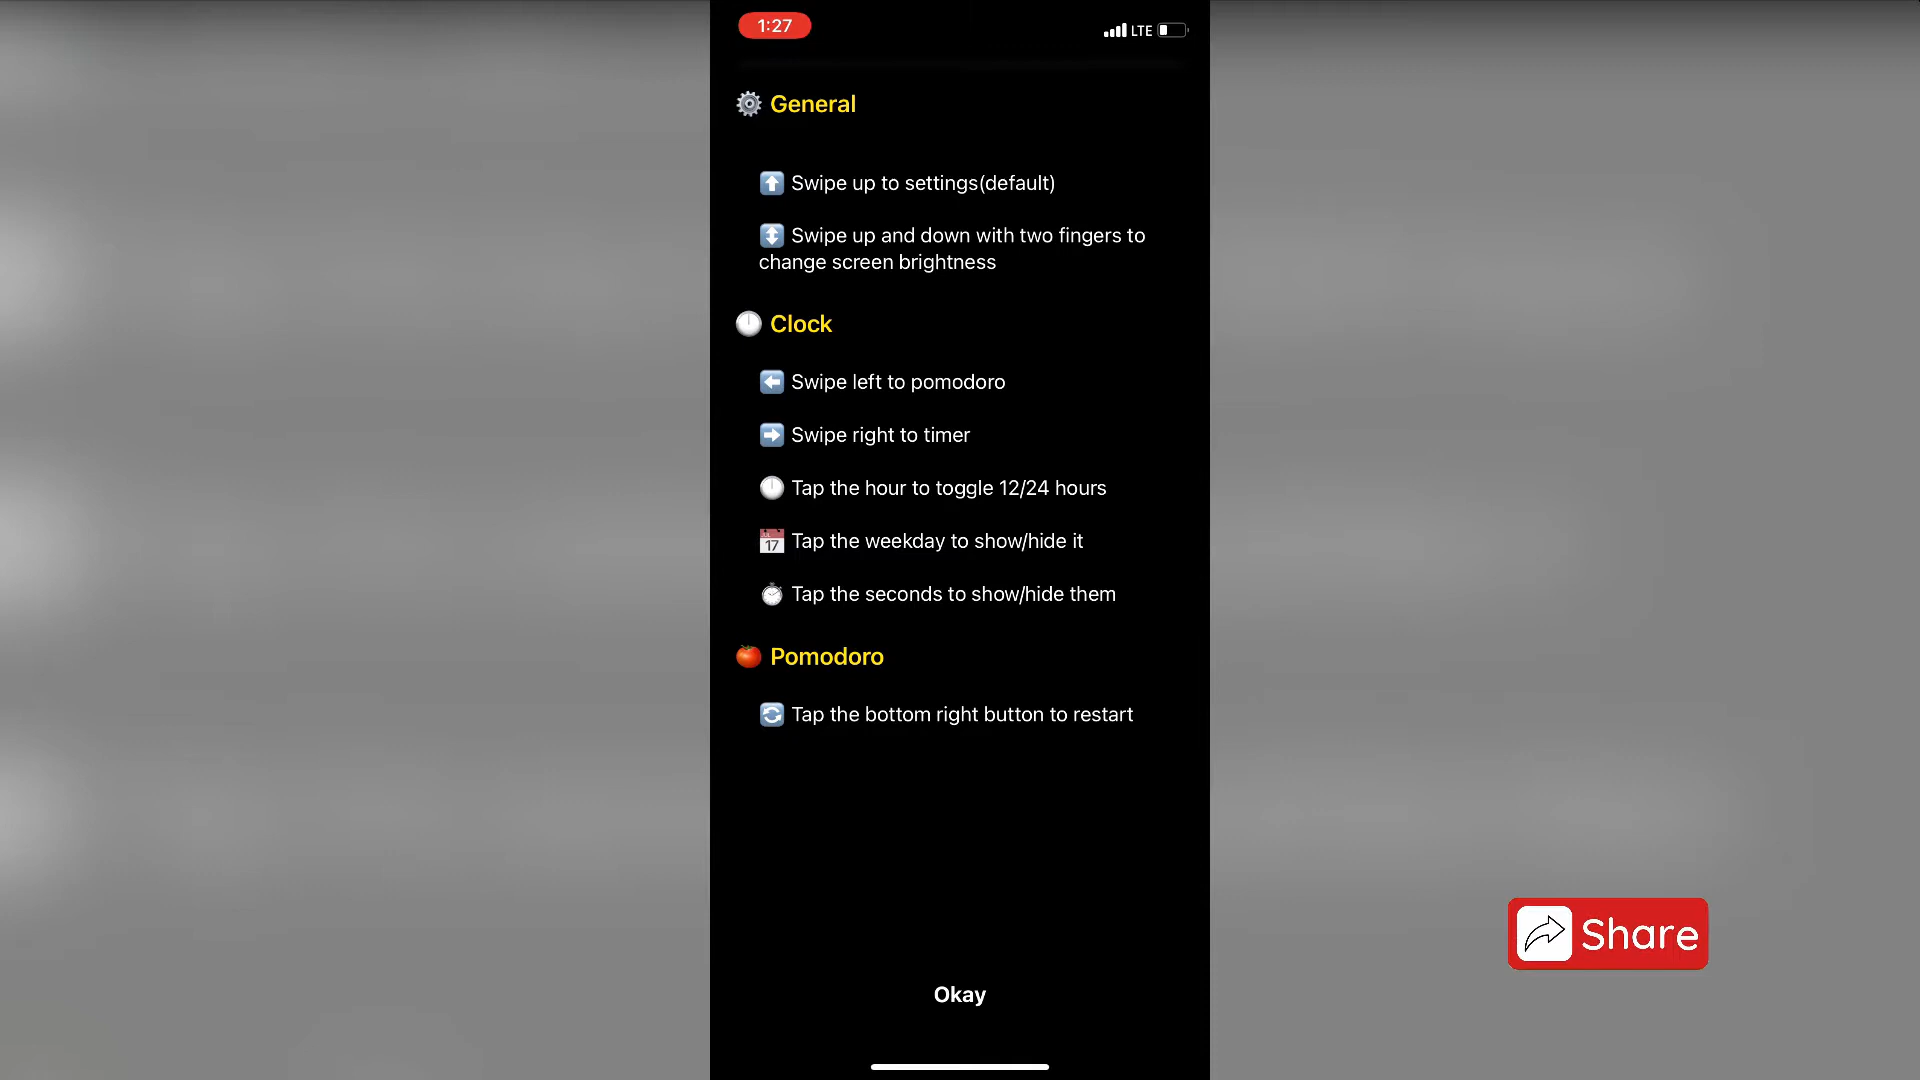 1:27
LTE
General
Swipe up to settings(default)
Swipe up and down with two fingers to
change screen brightness
Clock
Swipe left to pomodoro
Swipe right to timer
Tap the hour to toggle 12/24 hours
17 Tap the weekday to show/hide it
Tap the seconds to show/hide them
Pomodoro
Tap the bottom right button to restart
Share
Okay